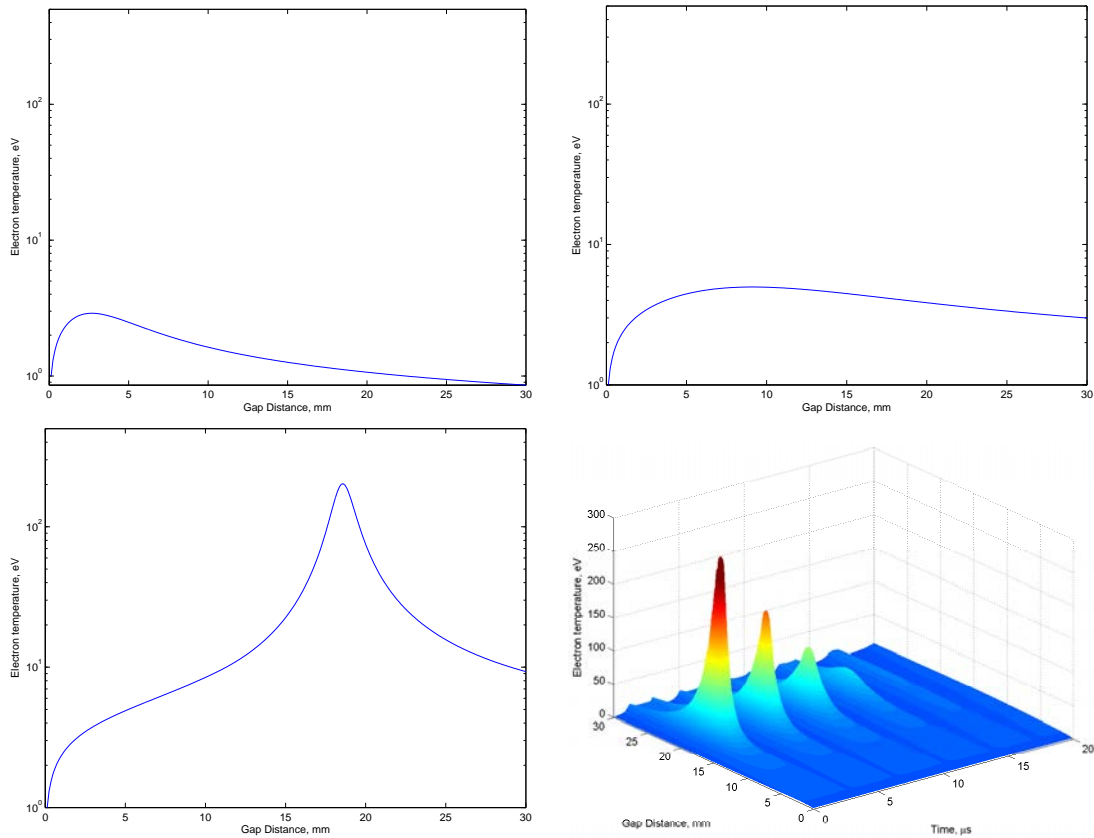 Electron temperature, eV
10^2
10^1
10^0
0 5 10 15 20 25 30
Gap Distance, mm
Electron temperature, eV
10^2
10^1
10^0
0 5 10 15 20 25 30
Gap Distance, mm
Electron temperature, eV
10^2
10^1
10^0
0 5 10 15 20 25 30
Gap Distance, mm
Electron temperature, eV
300
250
200
150
100
50
0
30
25
20
15
10
5
0
0
5
10
15
20
Gap Distance, mm
Time, μs